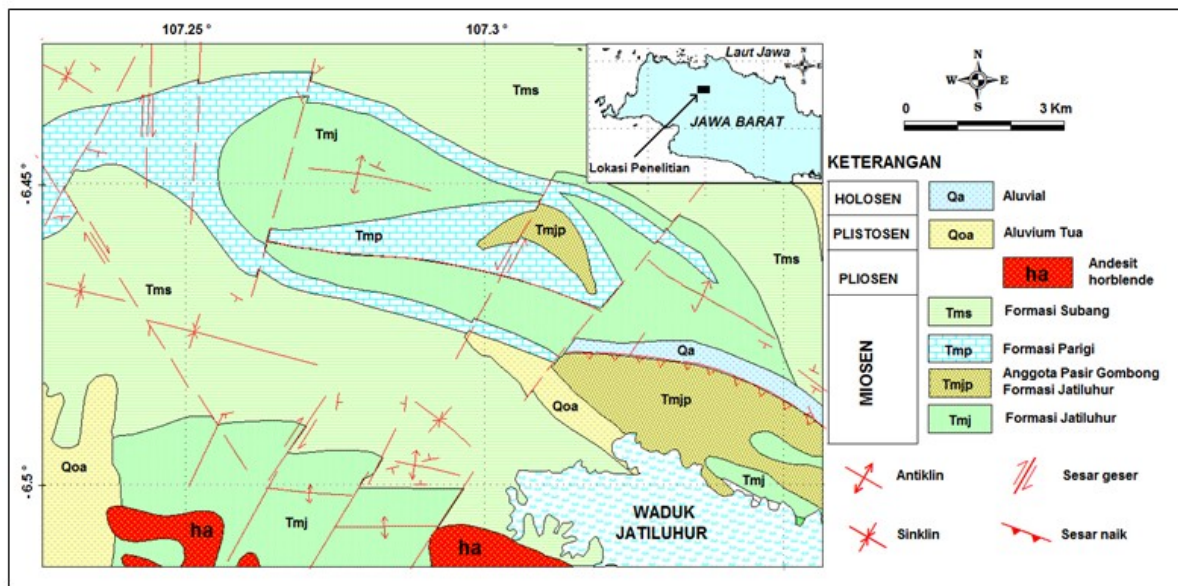 107.25°
107.3°
-6.45°
-6.5°
Tms
Tmj
Tmp
Tmjp
Tms
Tms
Qa
Tmjp
Qoa
Qoa
Tmj
Tmj
ha
ha
WADUK
JATILUHUR
Laut Jawa
N
W E
S
JAWA BARAT
Lokasi Penelitian
N
W E
S
0 3 Km
KETERANGAN
HOLOSEN Qa Aluvial
PLISTOSEN Qoa Aluvium Tua
PLIOSEN ha Andesit
horblende
MIOSEN
Tms Formasi Subang
Tmp Formasi Parigi
Tmjp Anggota Pasir Gombong
Formasi Jatiluhur
Tmj Formasi Jatiluhur
Antiklin Sesar geser
Sinklin Sesar naik